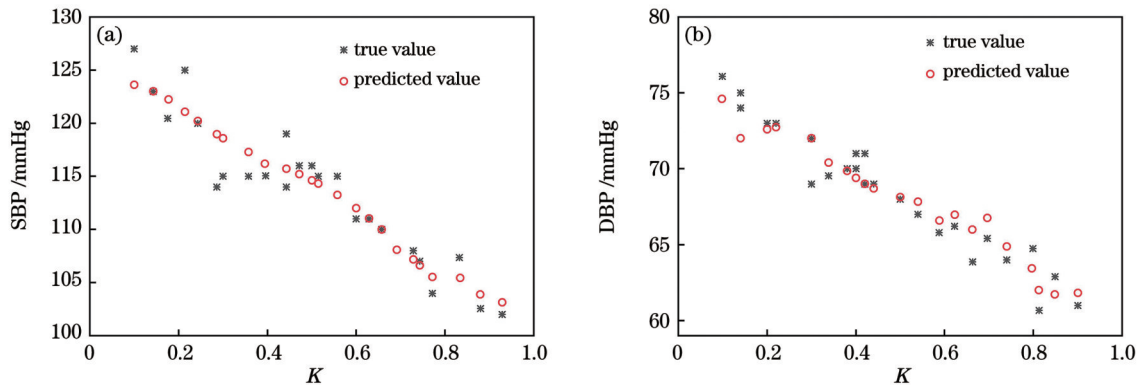 (a)
true value
predicted value
SBP /mmHg
130
125
120
115
110
105
100
0
0.2
0.4
0.6
0.8
1.0
K
(b)
true value
predicted value
DBP /mmHg
80
75
70
65
60
0
0.2
0.4
0.6
0.8
1.0
K